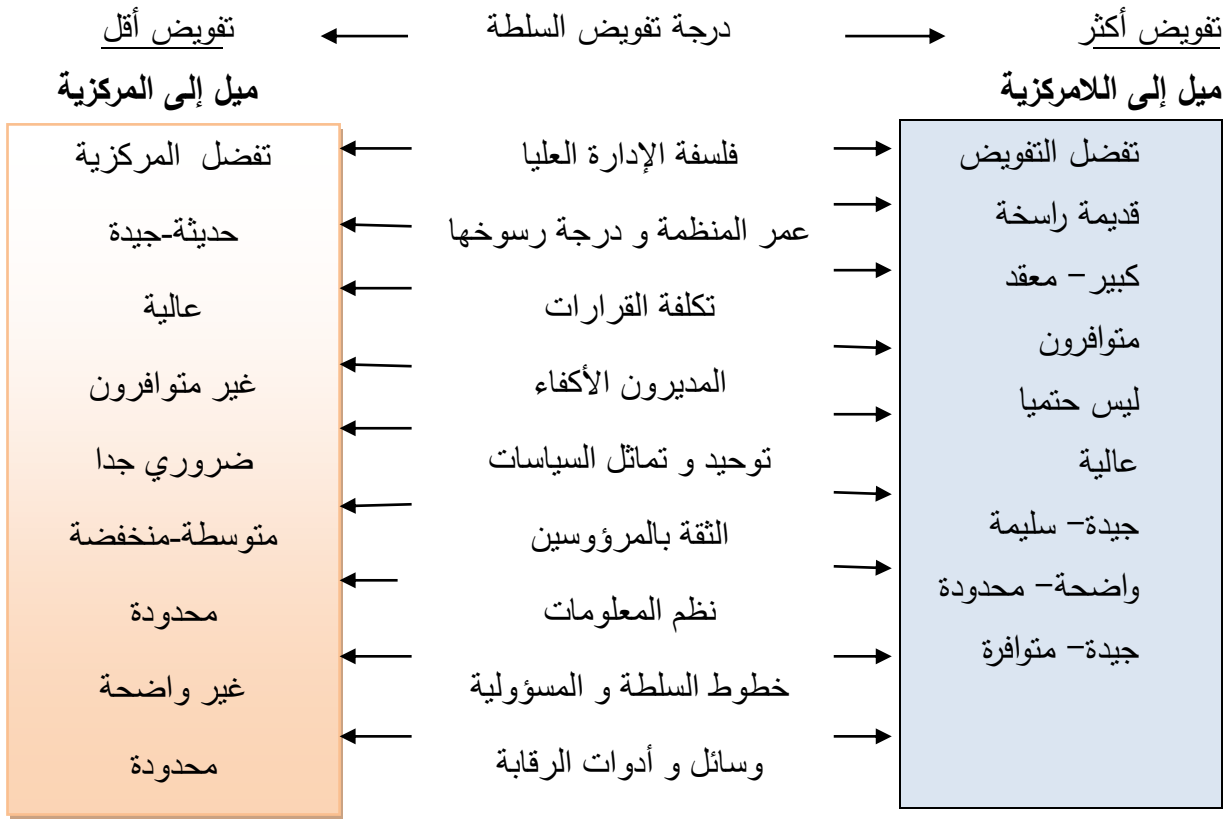 تفويض أكثر درجة تفويض السلطة تفويض أقل
ميل إلى اللامركزية ميل إلى المركزية
تفضل التفويض فلسفة الإدارة العليا تفضل المركزية
قديمة راسخة عمر المنظمة و درجة رسوخها حديثة-جيدة
كبير – معقد تكلفة القرارات عالية
متوافرون المديرون الأكفاء غير متوافرون
ليس حتميا توحيد و تماثل السياسات ضروري جدا
عالية الثقة بالمرؤوسين متوسطة-منخفضة
جيدة– سليمة نظم المعلومات محدودة
واضحة– محدودة خطوط السلطة و المسؤولية غير واضحة
جيدة– متوافرة وسائل و أدوات الرقابة محدودة